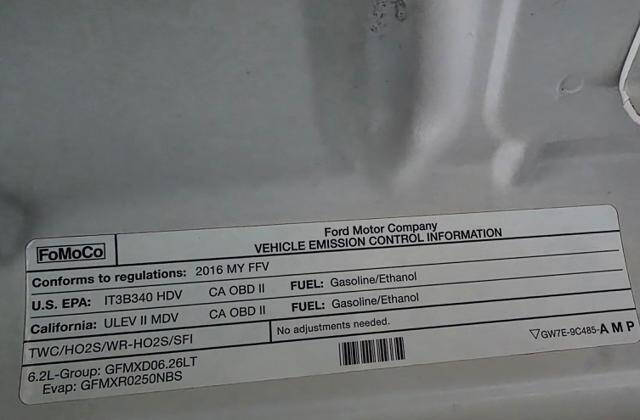 FoMoCo
Ford Motor Company
VEHICLE EMISSION CONTROL INFORMATION
Conforms to regulations: 2016 MY FFV
U.S. EPA: IT3B340 HDV CA OBD II FUEL: Gasoline/Ethanol
California: ULEV II MDV CA OBD II FUEL: Gasoline/Ethanol
TWC/HO2S/WR-HO2S/SFI No adjustments needed.
6.2L-Group: GFMXD06.26LT
Evap: GFMXR0250NBS
▽GW7E-9C485-AMP